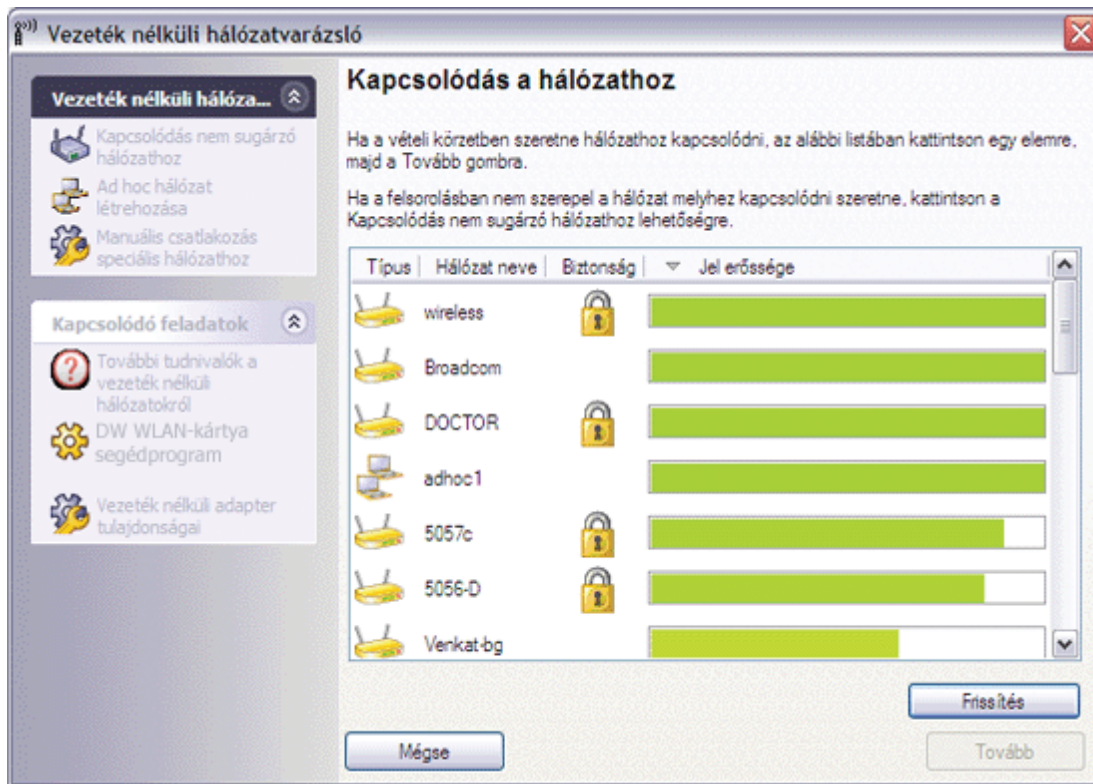 Vezeték nélküli hálózatvarázsló
Vezeték nélküli hálóza...
Kapcsolódás nem sugárzó
hálózathoz
Ad hoc hálózat
létrehozása
Manuális csatlakozás
speciális hálózathoz
Kapcsolódó feladatok
További tudnivalók a
vezeték nélküli
hálózatokról
DW WLAN-kártya
segédprogram
Vezeték nélküli adapter
tulajdonságai
Kapcsolódás a hálózathoz
Ha a vételi körzetben szeretne hálózathoz kapcsolódni, az alábbi listában kattintson egy elemre,
majd a Tovább gombra.
Ha a felsorolásban nem szerepel a hálózat melyhez kapcsolódni szeretne, kattintson a
Kapcsolódás nem sugárzó hálózathoz lehetőségre.
Típus Hálózat neve Biztonság Jel erőssége
wireless
Broadcom
DOCTOR
adhoc1
5057c
5056-D
Venkat-bg
Frissítés
Mégse Tovább